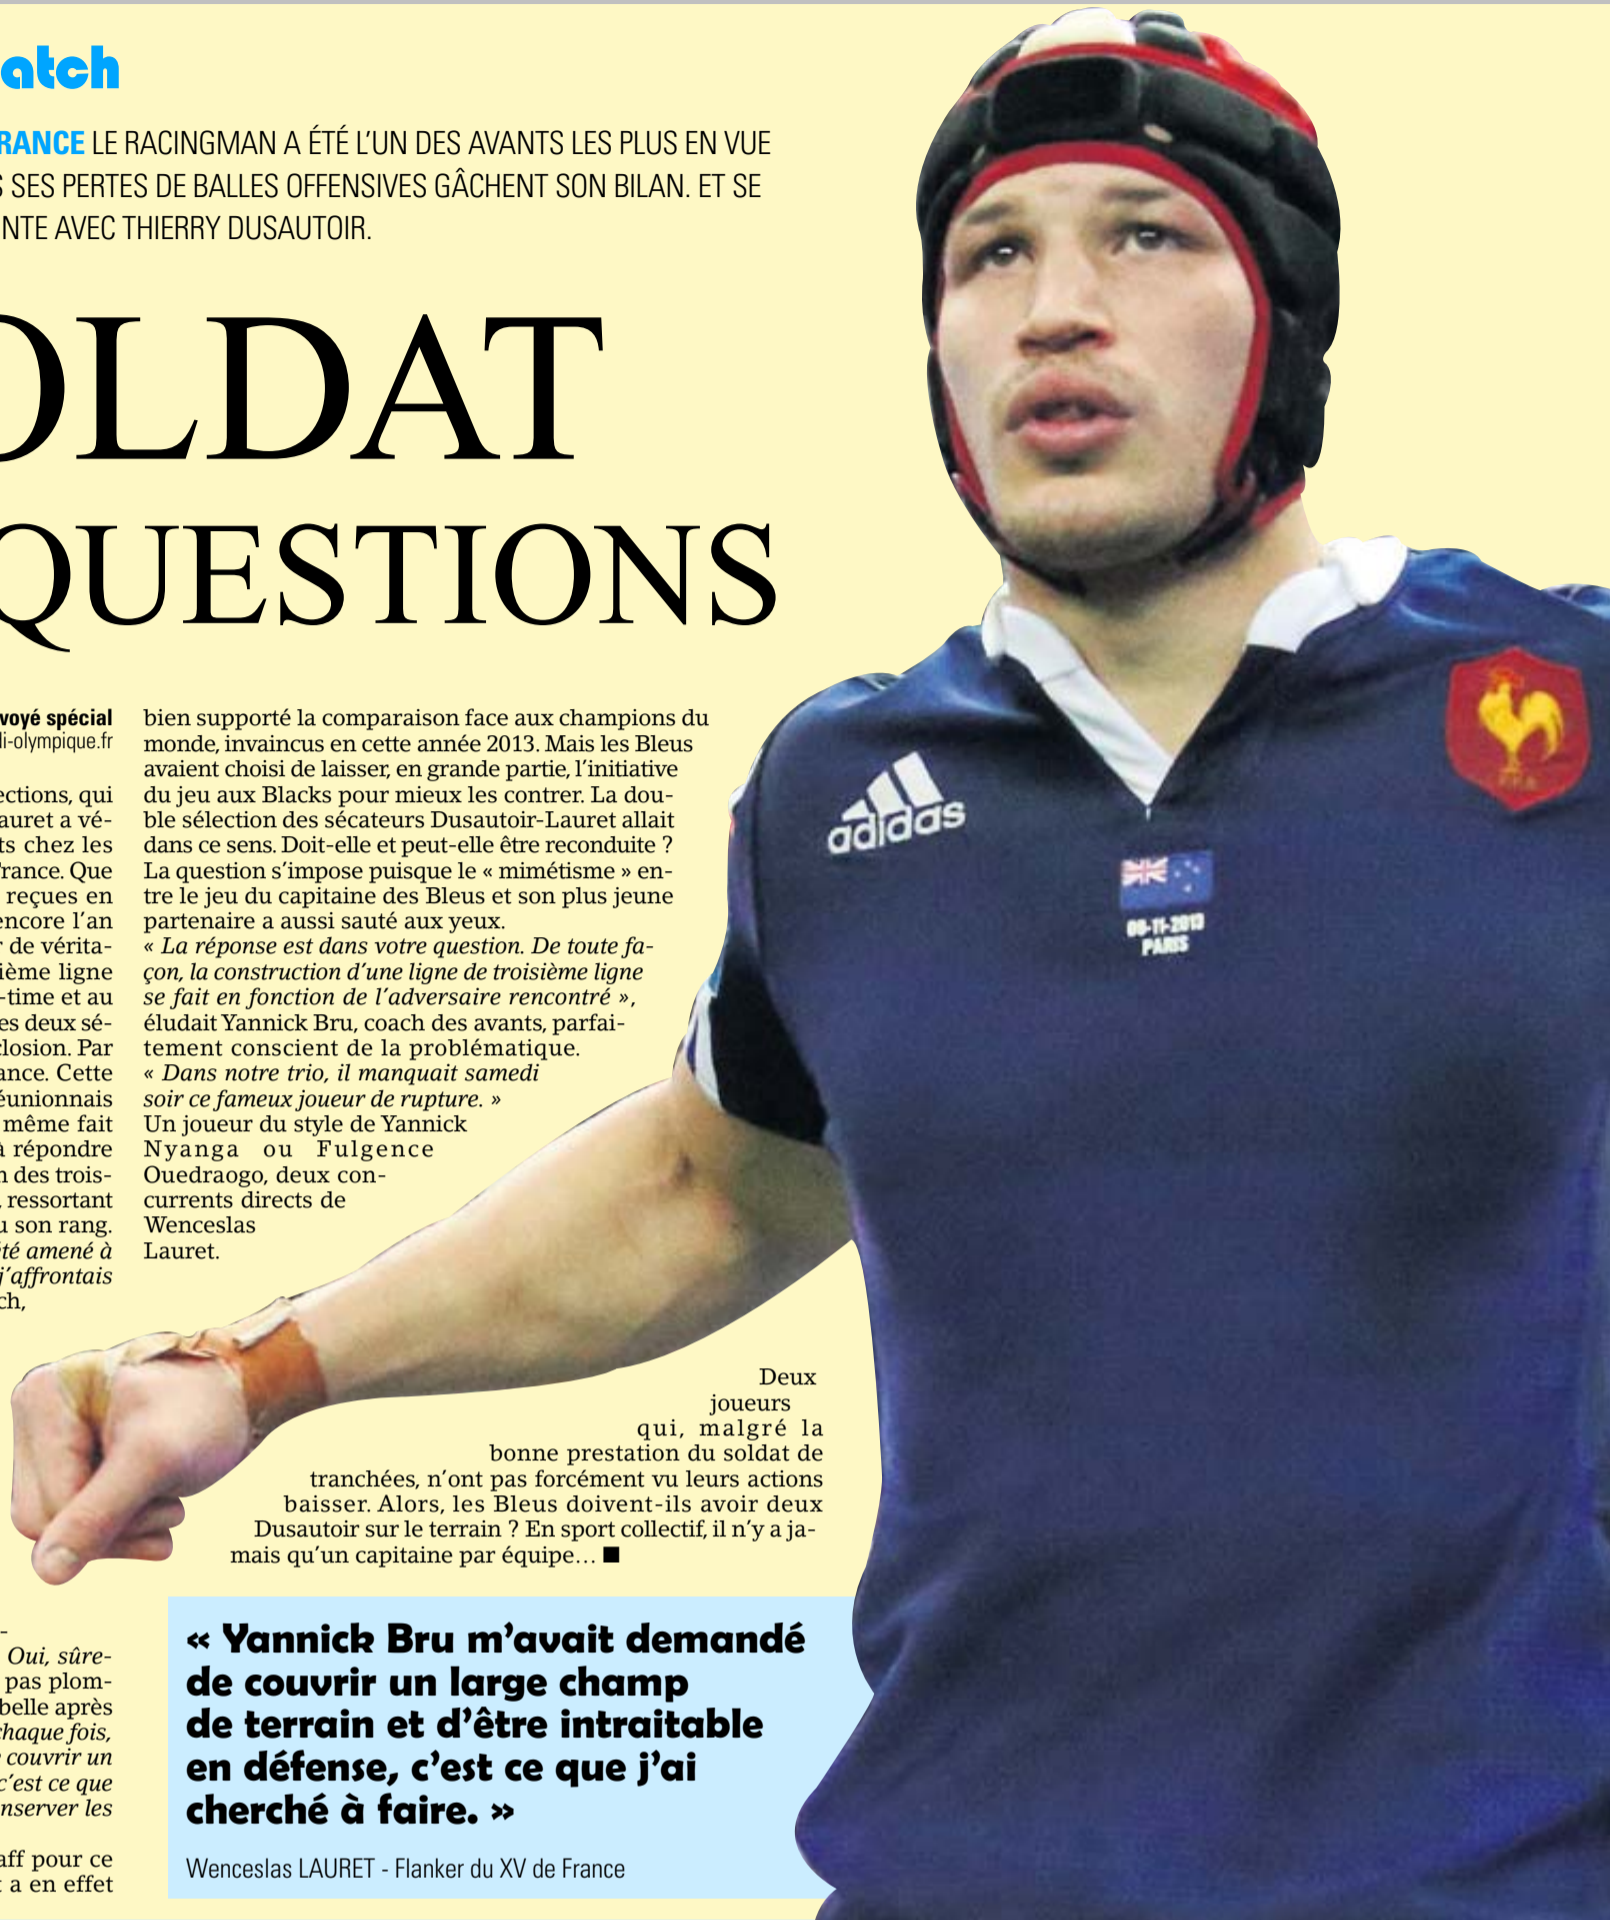 atch
RANCE LE RACINGMAN A ÉTÉ L'UN DES AVANTS LES PLUS EN VUE
S SES PERTES DE BALLES OFFENSIVES GÂCHENT SON BILAN. ET SE
NTE AVEC THIERRY DUSAUTOIR.
OLDAT
QUESTIONS
voyé spécial
li-olympique.fr
ections, qui
auret a vé-
ts chez les
rance. Que
reçues en
encore l'an
r de vérita-
ième ligne
-time et au
es deux sé-
closion. Par
ance. Cette
éunionnais
même fait
à répondre
n des trois-
, ressortant
u son rang.
été amené à
j'affrontais
ch,
-
Oui, sûre-
pas plom-
belle après
chaque fois,
couvrir un
c'est ce que
nserver les
aff pour ce
t a en effet
bien supporté la comparaison face aux champions du
monde, invaincus en cette année 2013. Mais les Bleus
avaient choisi de laisser, en grande partie, l'initiative
du jeu aux Blacks pour mieux les contrer. La dou-
ble sélection des sécateurs Dusautoir-Lauret allait
dans ce sens. Doit-elle et peut-elle être reconduite ?
La question s'impose puisque le « mimétisme » en-
tre le jeu du capitaine des Bleus et son plus jeune
partenaire a aussi sauté aux yeux.
« La réponse est dans votre question. De toute fa-
çon, la construction d'une ligne de troisième ligne
se fait en fonction de l'adversaire rencontré »,
éludait Yannick Bru, coach des avants, parfai-
tement conscient de la problématique.
« Dans notre trio, il manquait samedi
soir ce fameux joueur de rupture. »
Un joueur du style de Yannick
Nyanga ou Fulgence
Ouedraogo, deux con-
currents directs de
Wenceslas
Lauret.
Deux
joueurs
qui, malgré la
bonne prestation du soldat de
tranchées, n'ont pas forcément vu leurs actions
baisser. Alors, les Bleus doivent-ils avoir deux
Dusautoir sur le terrain ? En sport collectif, il n'y a ja-
mais qu'un capitaine par équipe… ■
« Yannick Bru m'avait demandé
de couvrir un large champ
de terrain et d'être intraitable
en défense, c'est ce que j'ai
cherché à faire. »
Wenceslas LAURET - Flanker du XV de France
adidas
PARIS